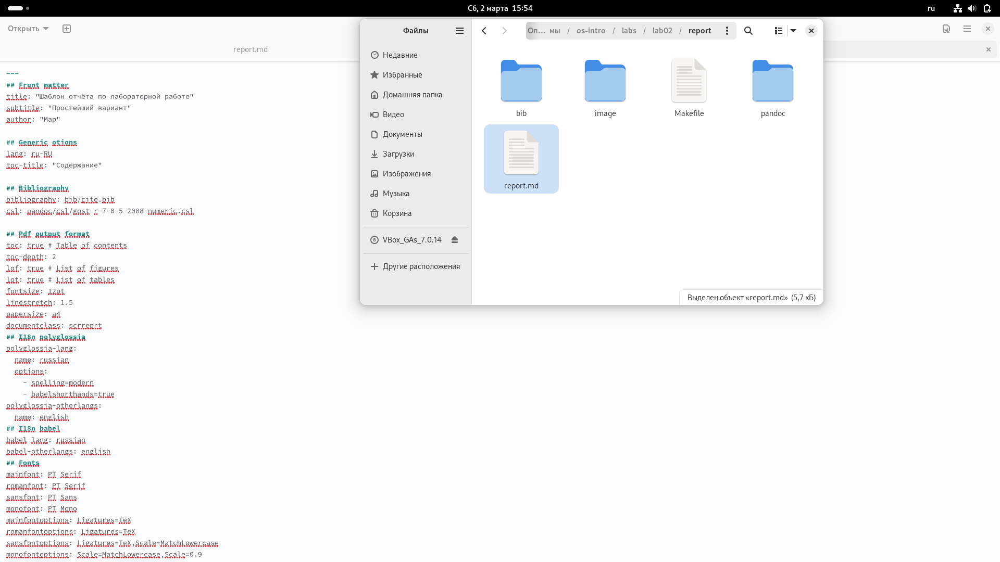 Сб, 2 марта 15:54
ru
Открыть
report.md
---
## Front matter
title: "Шаблон отчёта по лабораторной работе"
subtitle: "Простейший вариант"
author: "Мар"
## Generic otions
lang: ru-RU
toc-title: "Содержание"
## Bibliography
bibliography: bib/cite.bib
csl: pandoc/csl/gost-r-7-0-5-2008-numeric.csl
## Pdf output format
toc: true # Table of contents
toc-depth: 2
lof: true # List of figures
lot: true # List of tables
fontsize: 12pt
linestretch: 1.5
papersize: a4
documentclass: scrreprt
## I18n polyglossia
polyglossia-lang:
  name: russian
  options:
    - spelling=modern
    - babelshorthands=true
polyglossia-otherlangs:
  name: english
## I18n babel
babel-lang: russian
babel-otherlangs: english
## Fonts
mainfont: PT Serif
romanfont: PT Serif
sansfont: PT Sans
monofont: PT Mono
mainfontoptions: Ligatures=TeX
romanfontoptions: Ligatures=TeX
sansfontoptions: Ligatures=TeX,Scale=MatchLowercase
monofontoptions: Scale=MatchLowercase,Scale=0.9
Файлы
Оп… мы / os-intro / labs / lab02 / report
Недавние
Избранные
Домашняя папка
Видео
Документы
Загрузки
Изображения
Музыка
Корзина
VBox_GAs_7.0.14
Другие расположения
bib
image
Makefile
pandoc
report.md
Выделен объект «report.md» (5,7 кБ)